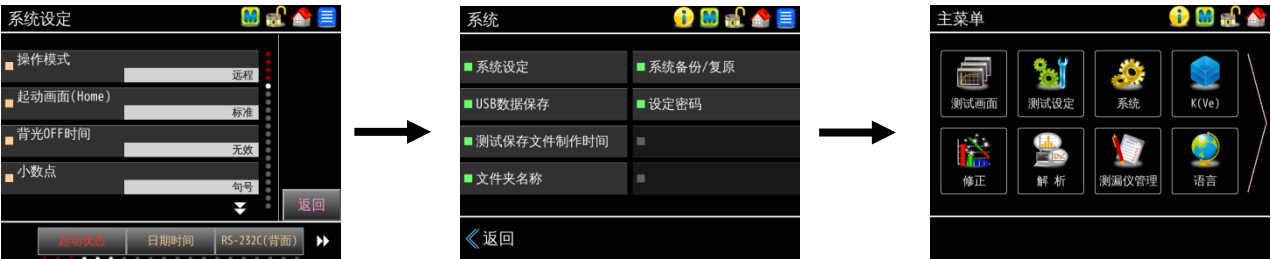 系统设定
M
操作模式
远程
起动画面(Home)
标准
背光OFF时间
无效
小数点
句号
返回
起动状态
日期时间
RS-232C(背面)
系统
i
M
系统设定
系统备份/复原
USB数据保存
设定密码
测试保存文件制作时间
文件夹名称
返回
主菜单
i
M
测试画面
测试设定
系统
K(Ve)
修正
解 析
测漏仪管理
语言